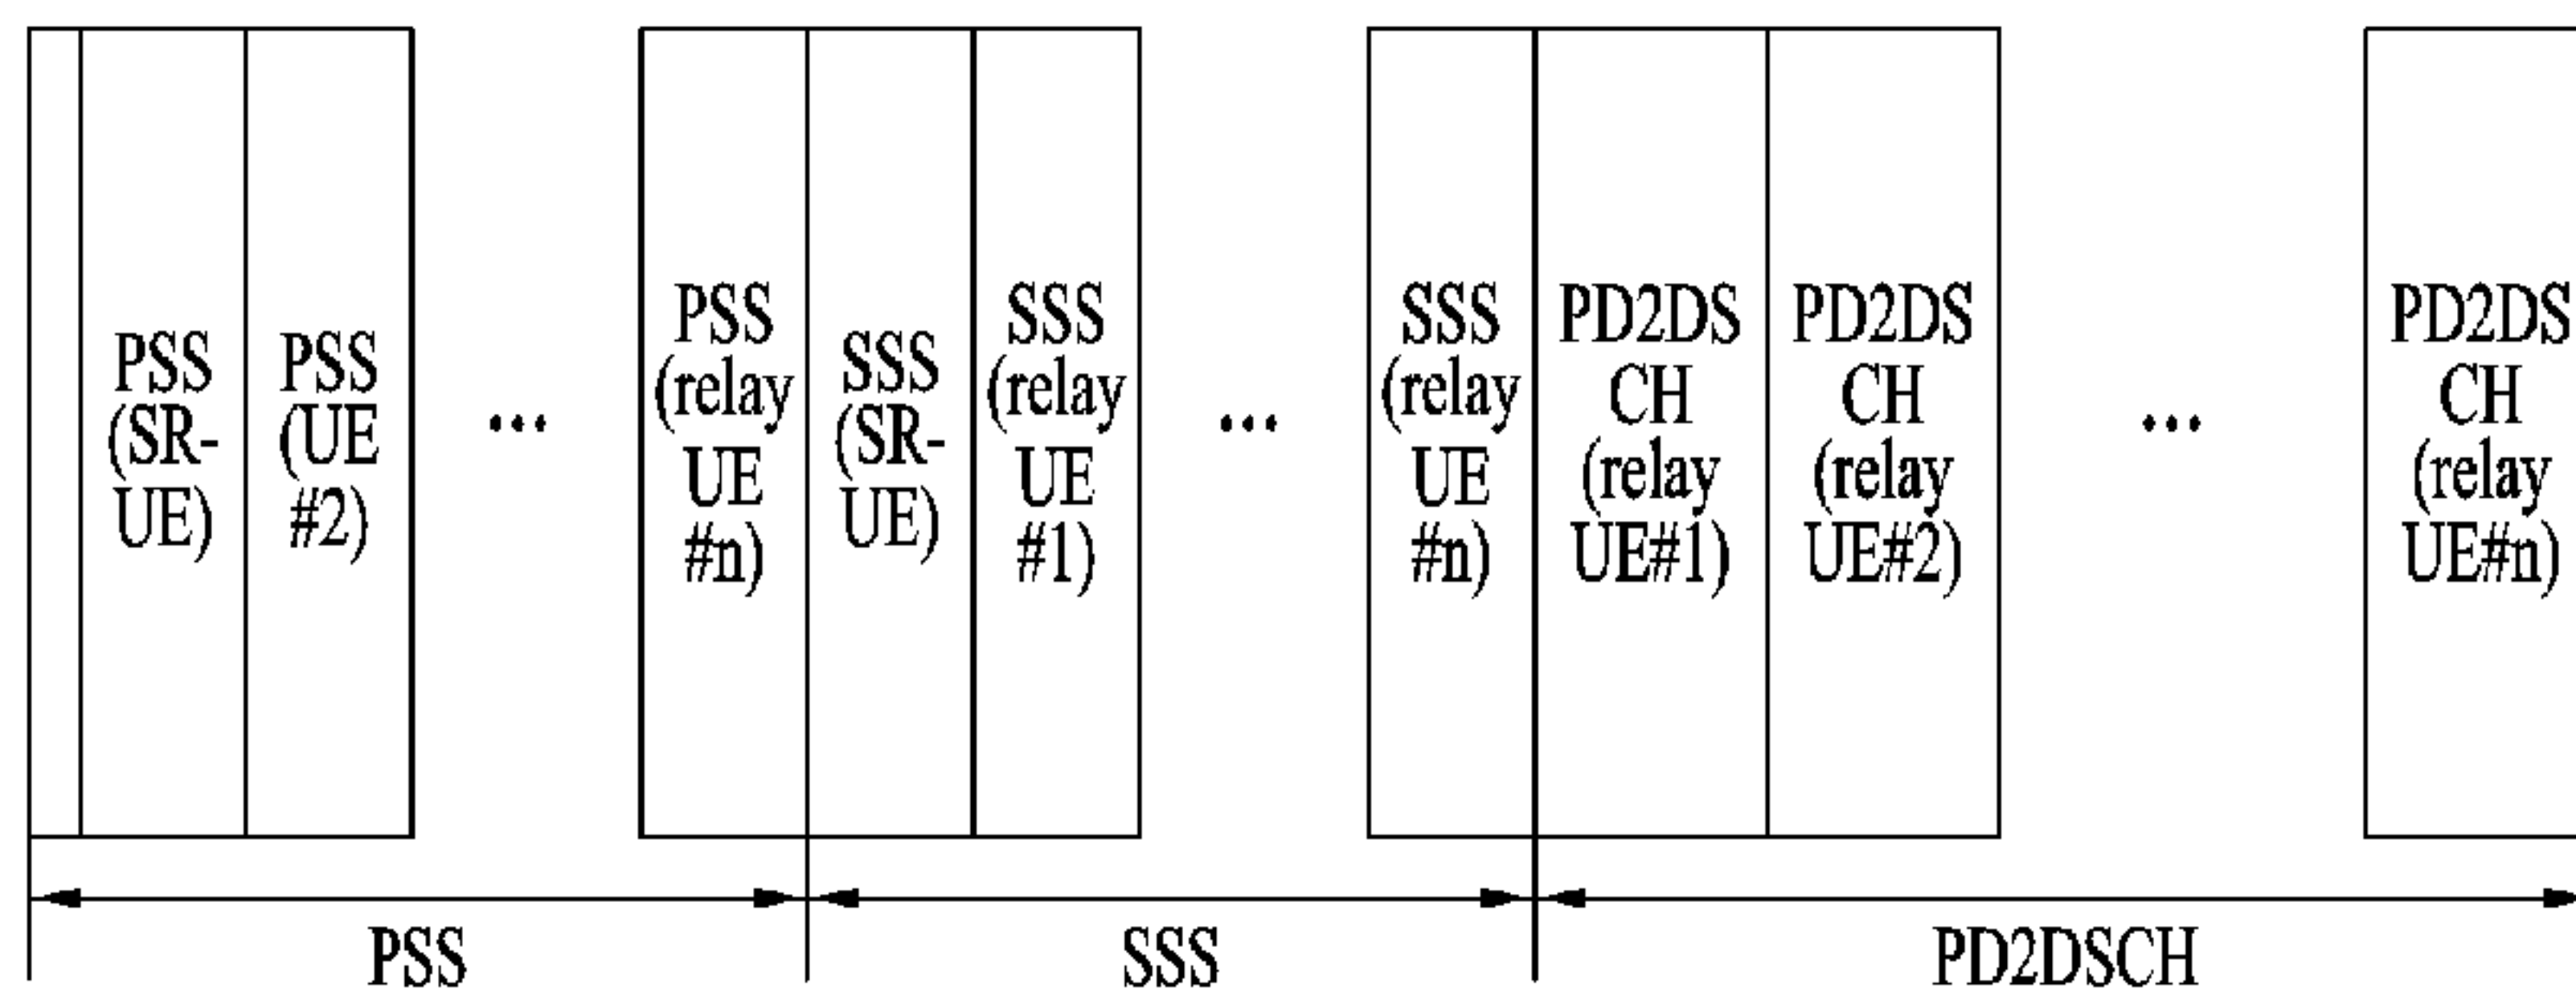 PSS
(SR-
UE)
PSS
(UE
#2)
...
PSS
(relay
UE
#n)
SSS
(SR-
UE)
SSS
(relay
UE
#1)
...
SSS
(relay
UE
#n)
PD2DS
CH
(relay
UE#1)
PD2DS
CH
(relay
UE#2)
...
PD2DS
CH
(relay
UE#n)
PSS
SSS
PD2DSCH